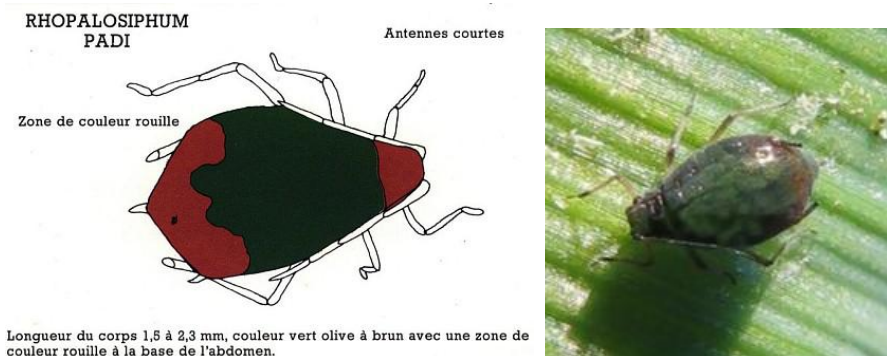 RHOPALOSIPHUM
PADI
Antennes courtes
Zone de couleur rouille
Longueur du corps 1,5 à 2,3 mm, couleur vert olive à brun avec une zone de
couleur rouille à la base de l'abdomen.